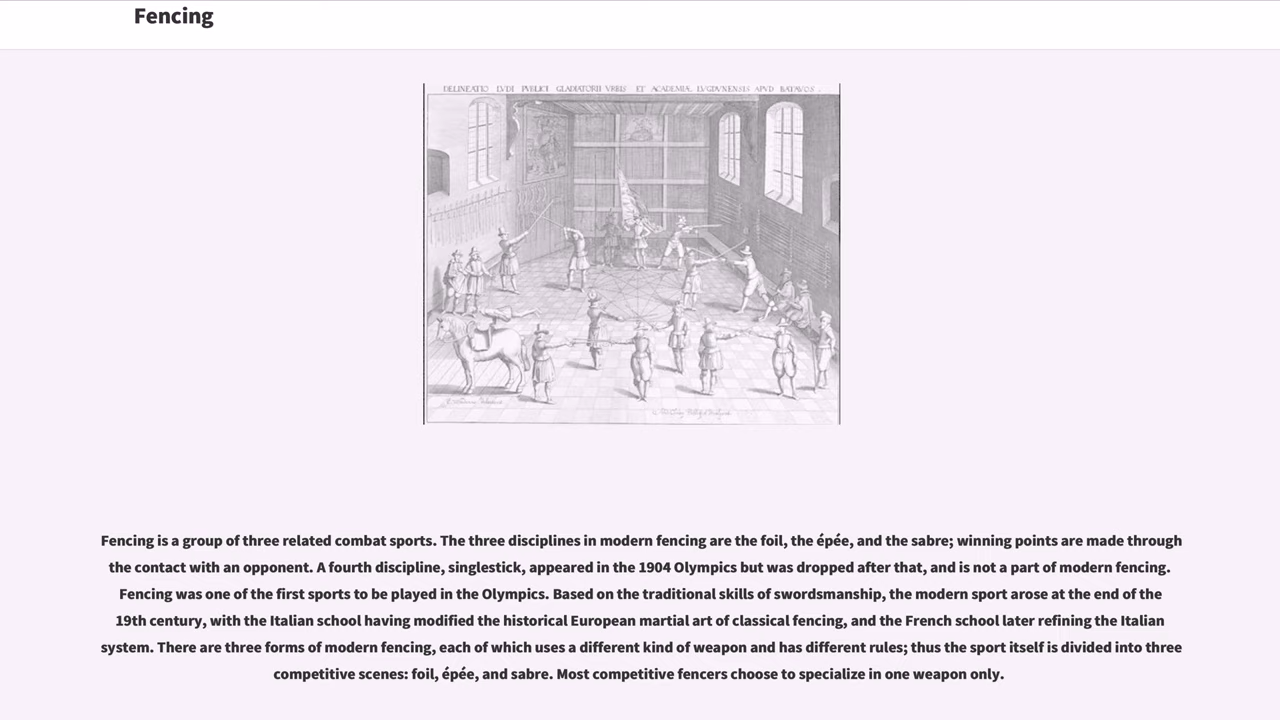 Fencing
DELINEATIO LVDI PVBLICI GLADIATORII VRBIS ET ACADEMIÆ LVGDVNENSIS APVD BATAVOS.
Fencing is a group of three related combat sports. The three disciplines in modern fencing are the foil, the épée, and the sabre; winning points are made through
the contact with an opponent. A fourth discipline, singlestick, appeared in the 1904 Olympics but was dropped after that, and is not a part of modern fencing.
Fencing was one of the first sports to be played in the Olympics. Based on the traditional skills of swordsmanship, the modern sport arose at the end of the
19th century, with the Italian school having modified the historical European martial art of classical fencing, and the French school later refining the Italian
system. There are three forms of modern fencing, each of which uses a different kind of weapon and has different rules; thus the sport itself is divided into three
competitive scenes: foil, épée, and sabre. Most competitive fencers choose to specialize in one weapon only.